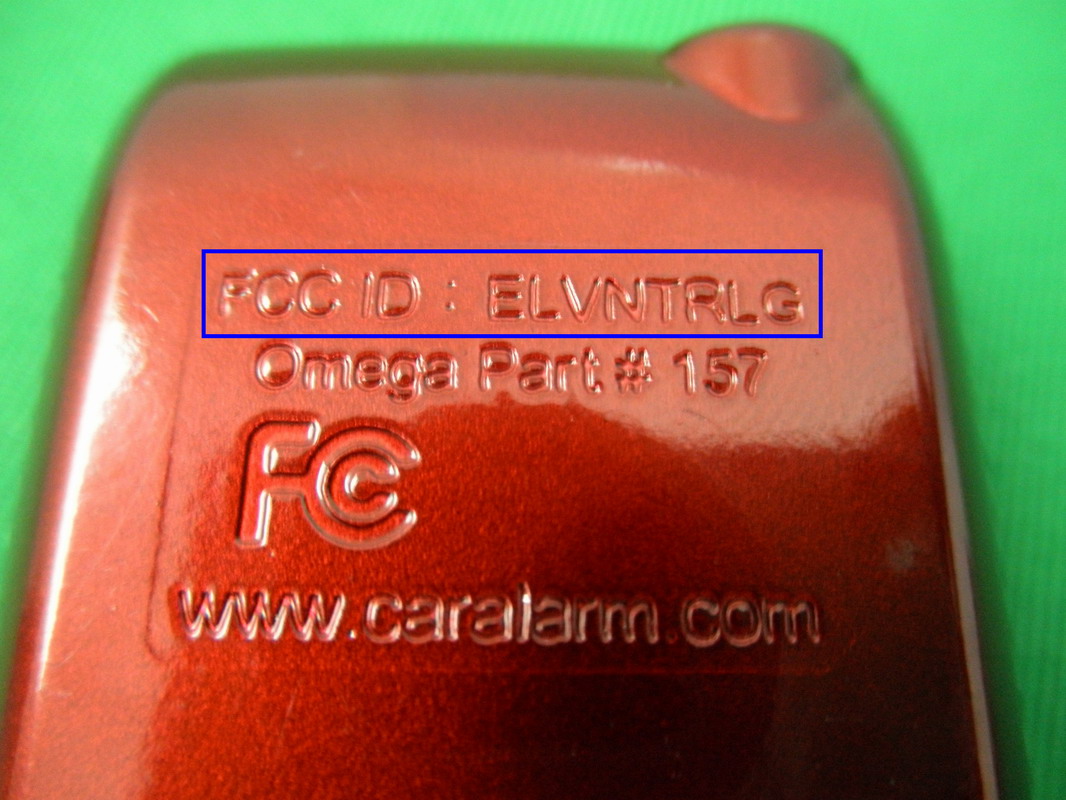 FCC ID : ELVNTRLG
Omega Part # 157
FC
www.caralarm.com